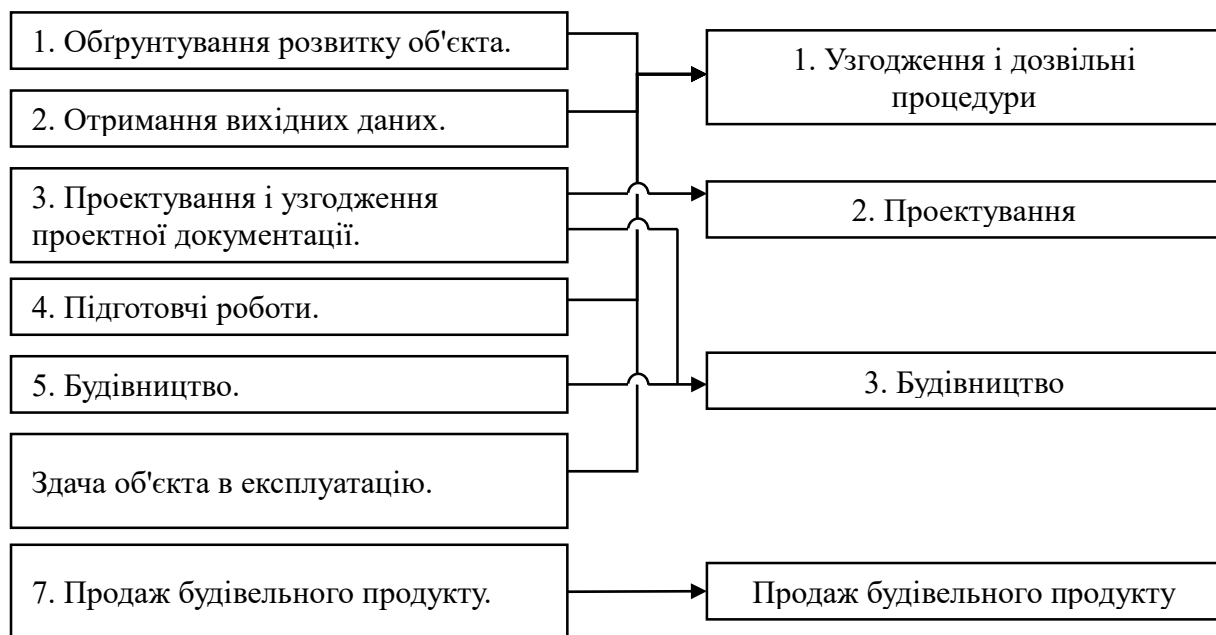 1. Обґрунтування розвитку об'єкта.
2. Отримання вихідних даних.
3. Проектування і узгодження
проектної документації.
4. Підготовчі роботи.
5. Будівництво.
Здача об'єкта в експлуатацію.
7. Продаж будівельного продукту.
1. Узгодження і дозвільні
процедури
2. Проектування
3. Будівництво
Продаж будівельного продукту